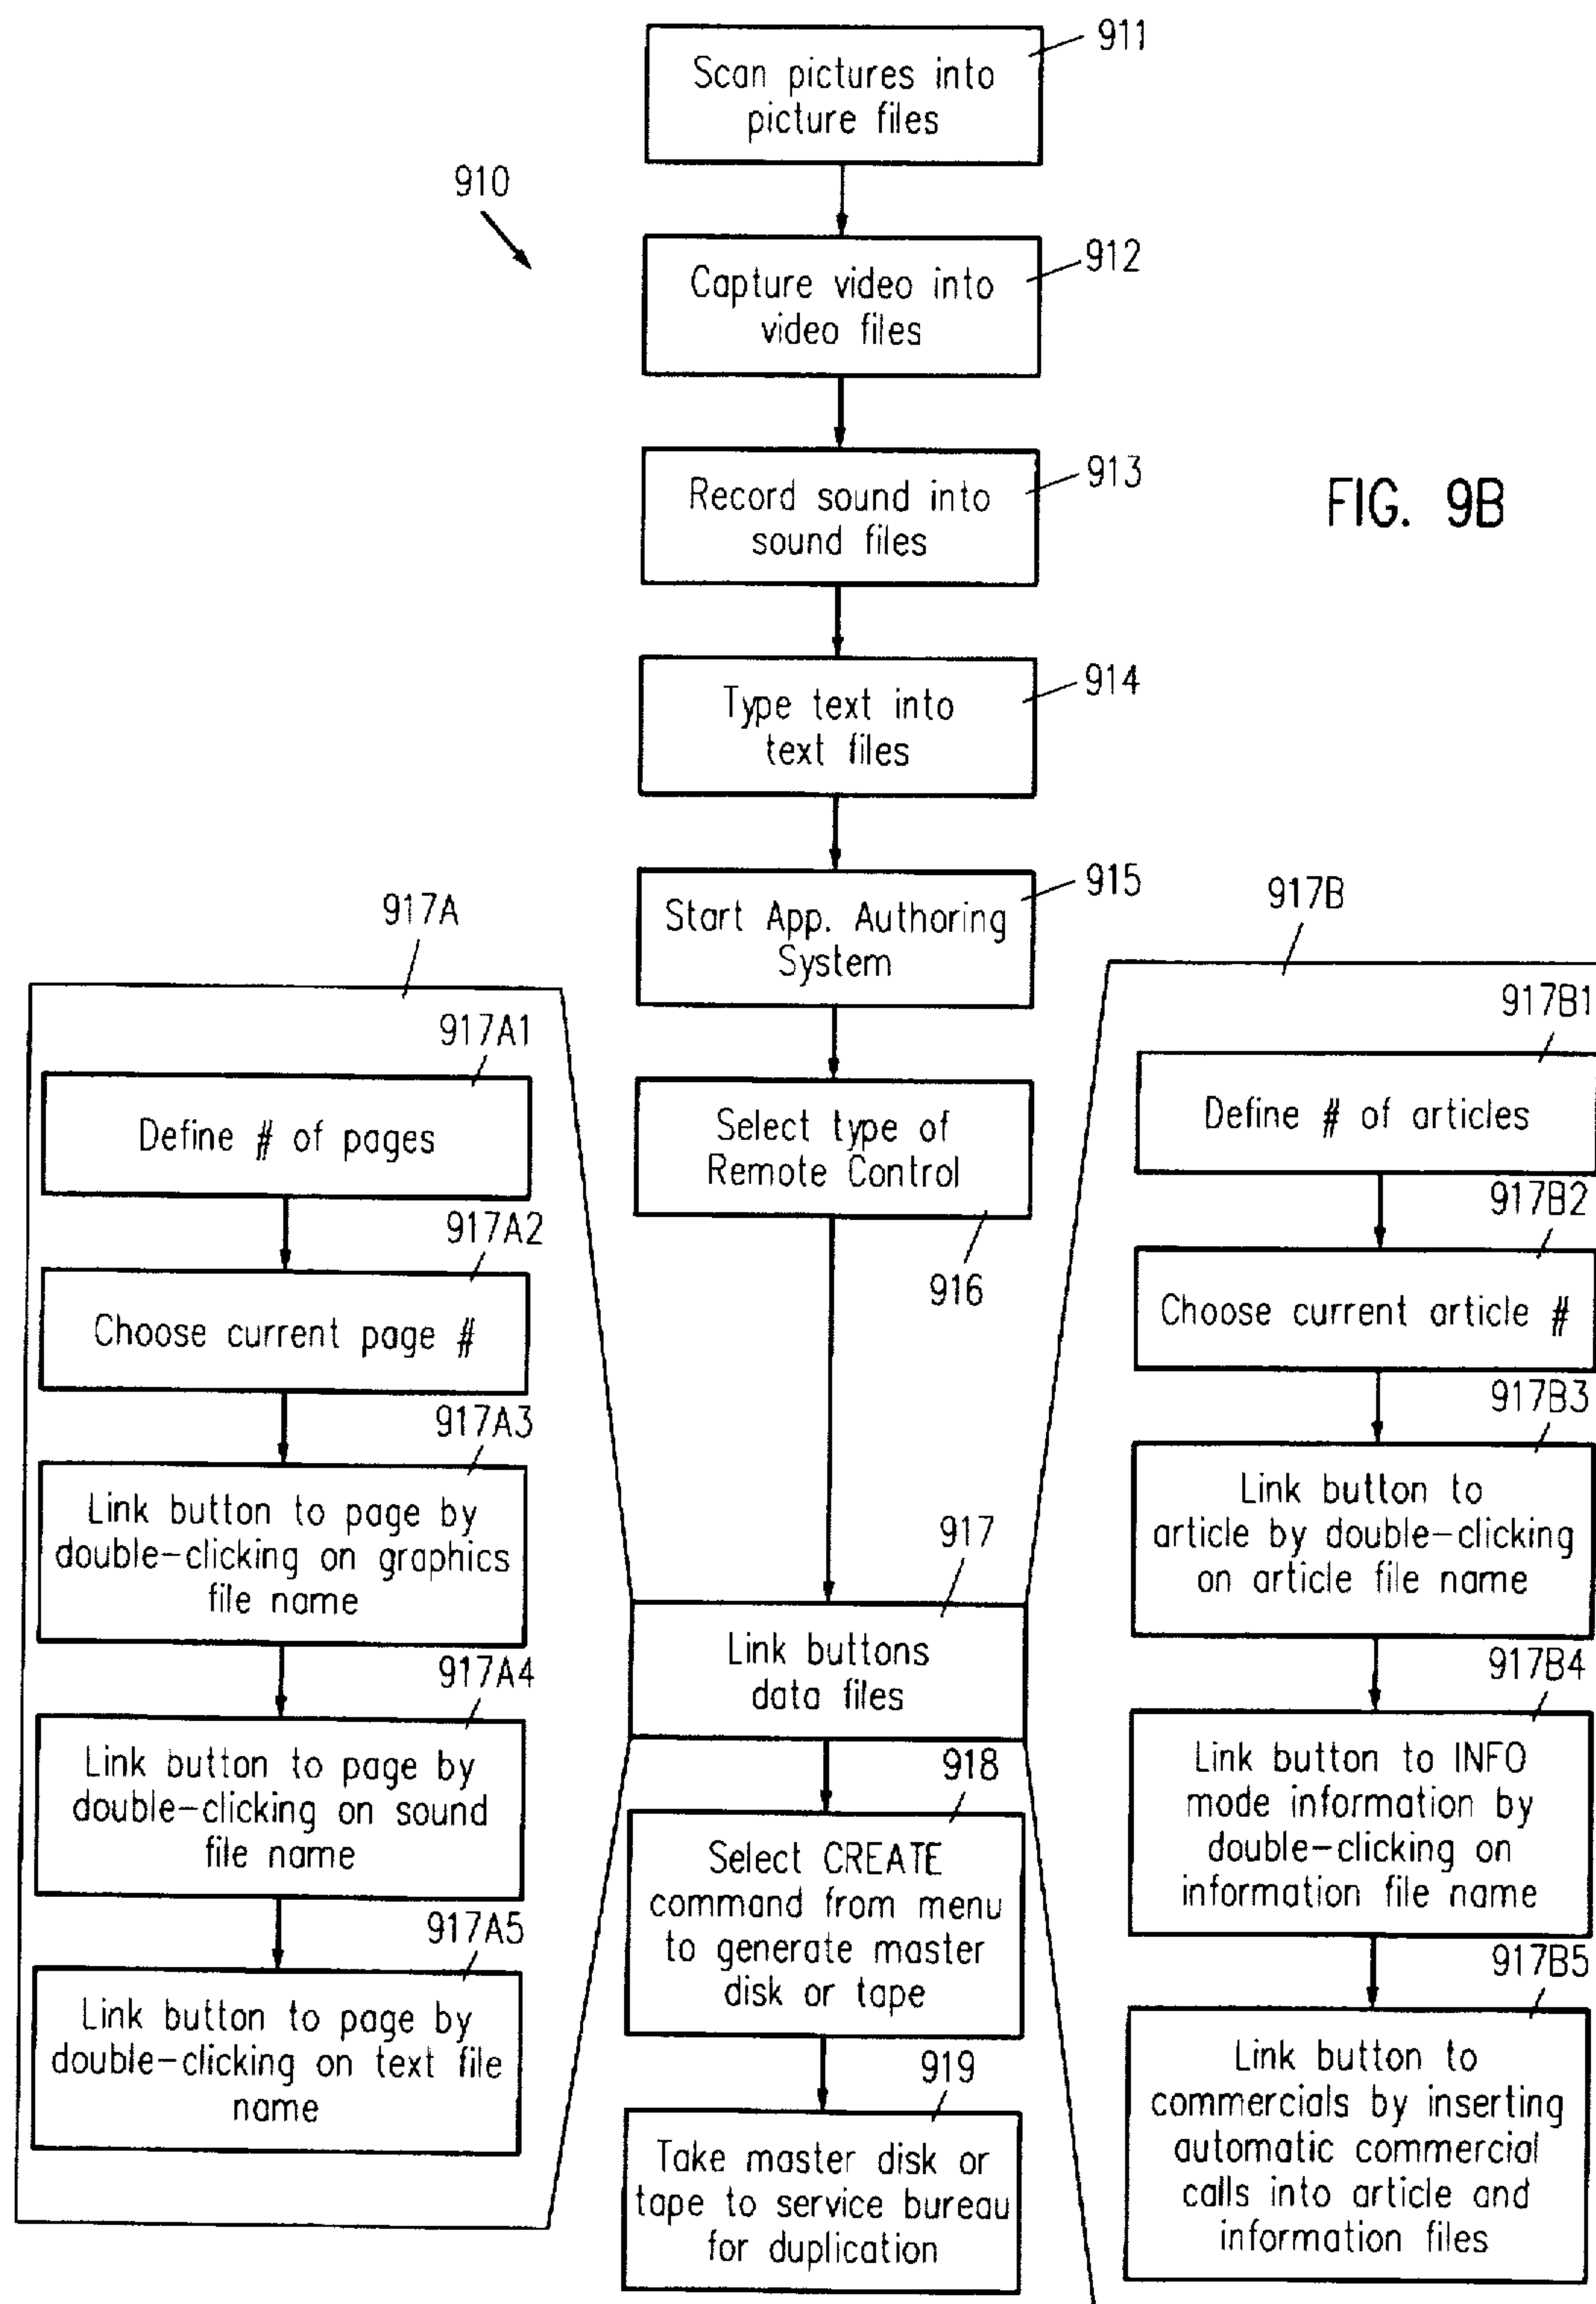 911
Scan pictures into
picture files
910
912
Capture video into
video files
913
Record sound into
sound files
FIG. 9B
914
Type text into
text files
915
Start App. Authoring
System
916
Select type of
Remote Control
917A
917A1
Define # of pages
917A2
Choose current page #
917A3
Link button to page by
double-clicking on graphics
file name
917A4
Link button to page by
double-clicking on sound
file name
917A5
Link button to page by
double-clicking on text file
name
917
Link buttons
data files
918
Select CREATE
command from menu
to generate master
disk or tape
919
Take master disk or
tape to service bureau
for duplication
917B
917B1
Define # of articles
917B2
Choose current article #
917B3
Link button to
article by double-clicking
on article file name
917B4
Link button to INFO
mode information by
double-clicking on
information file name
917B5
Link button to
commercials by inserting
automatic commercial
calls into article and
information files